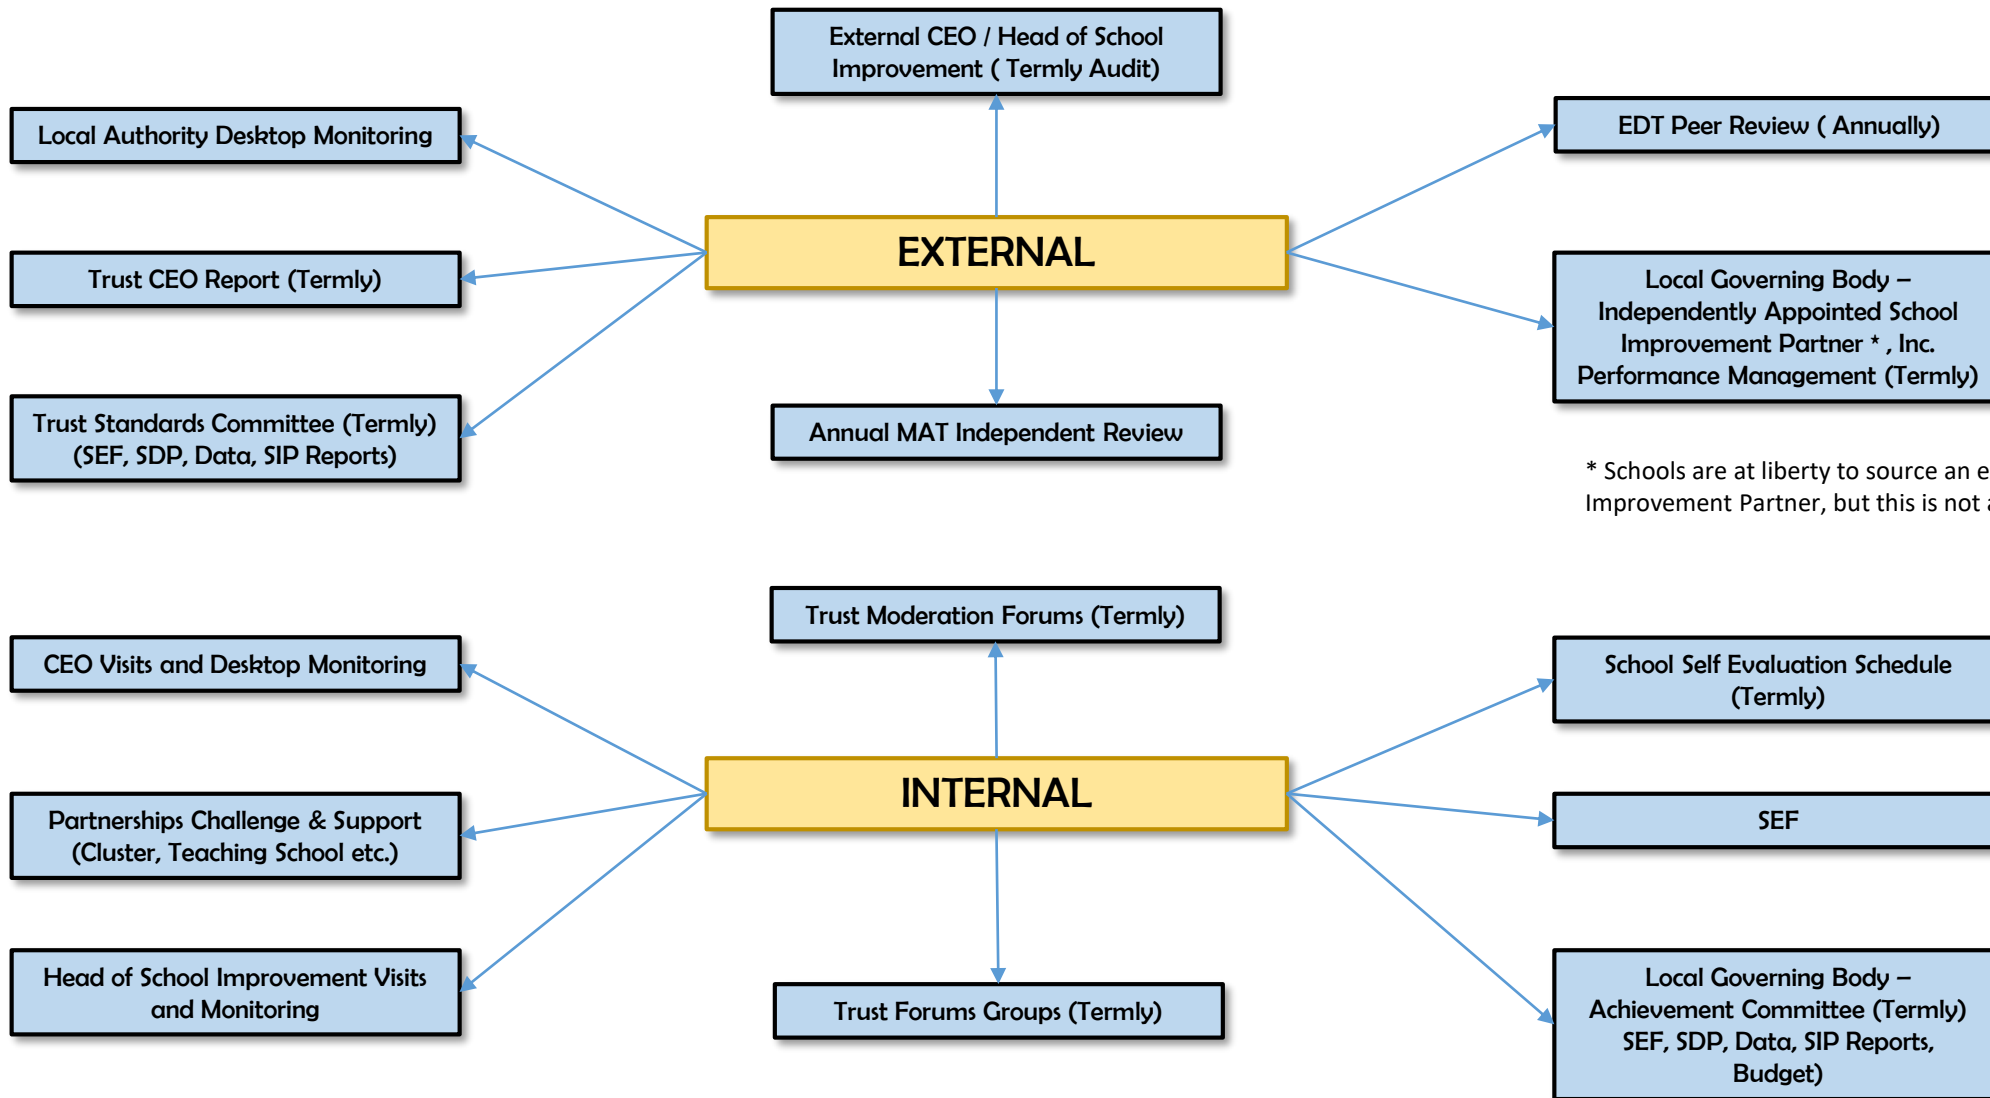 External CEO / Head of School
Improvement ( Termly Audit)
Local Authority Desktop Monitoring
EDT Peer Review ( Annually)
EXTERNAL
Trust CEO Report (Termly)
Local Governing Body –
Independently Appointed School
Improvement Partner * , Inc.
Performance Management (Termly)
Trust Standards Committee (Termly)
(SEF, SDP, Data, SIP Reports)
Annual MAT Independent Review
* Schools are at liberty to source an
Improvement Partner, but this is not
Trust Moderation Forums (Termly)
CEO Visits and Desktop Monitoring
School Self Evaluation Schedule
(Termly)
INTERNAL
Partnerships Challenge & Support
(Cluster, Teaching School etc.)
SEF
Head of School Improvement Visits
and Monitoring
Trust Forums Groups (Termly)
Local Governing Body –
Achievement Committee (Termly)
SEF, SDP, Data, SIP Reports,
Budget)